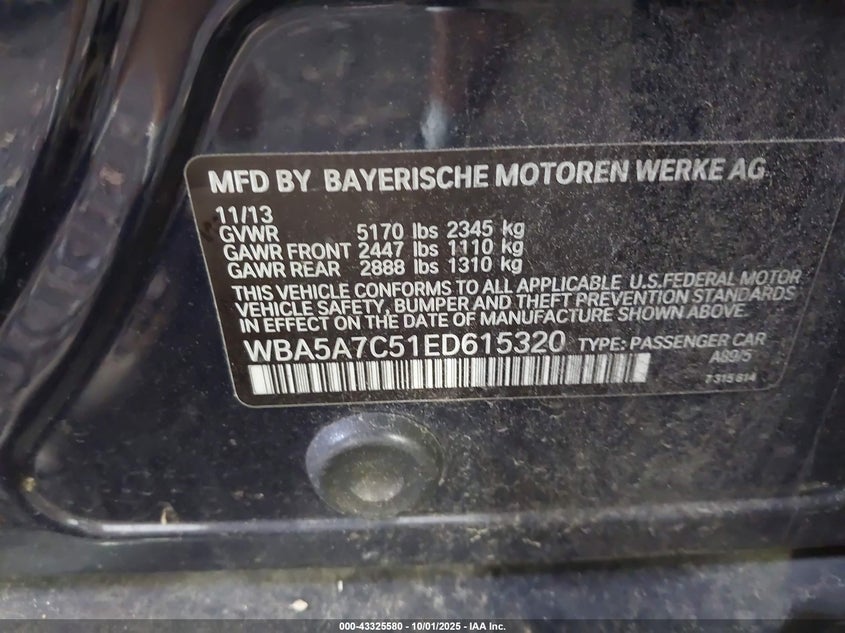 MFD BY BAYERISCHE MOTOREN WERKE AG
11/13
GVWR 5170 lbs 2345 kg
GAWR FRONT 2447 lbs 1110 kg
GAWR REAR 2888 lbs 1310 kg
THIS VEHICLE CONFORMS TO ALL APPLICABLE U.S.FEDERAL MOTOR
VEHICLE SAFETY, BUMPER AND THEFT PREVENTION STANDARDS
IN EFFECT ON THE DATE OF MANUFACTURE SHOWN ABOVE.
WBA5A7C51ED615320 TYPE: PASSENGER CAR
A89/5
7 315 614
000-43325580 - 10/01/2025 - IAA Inc.